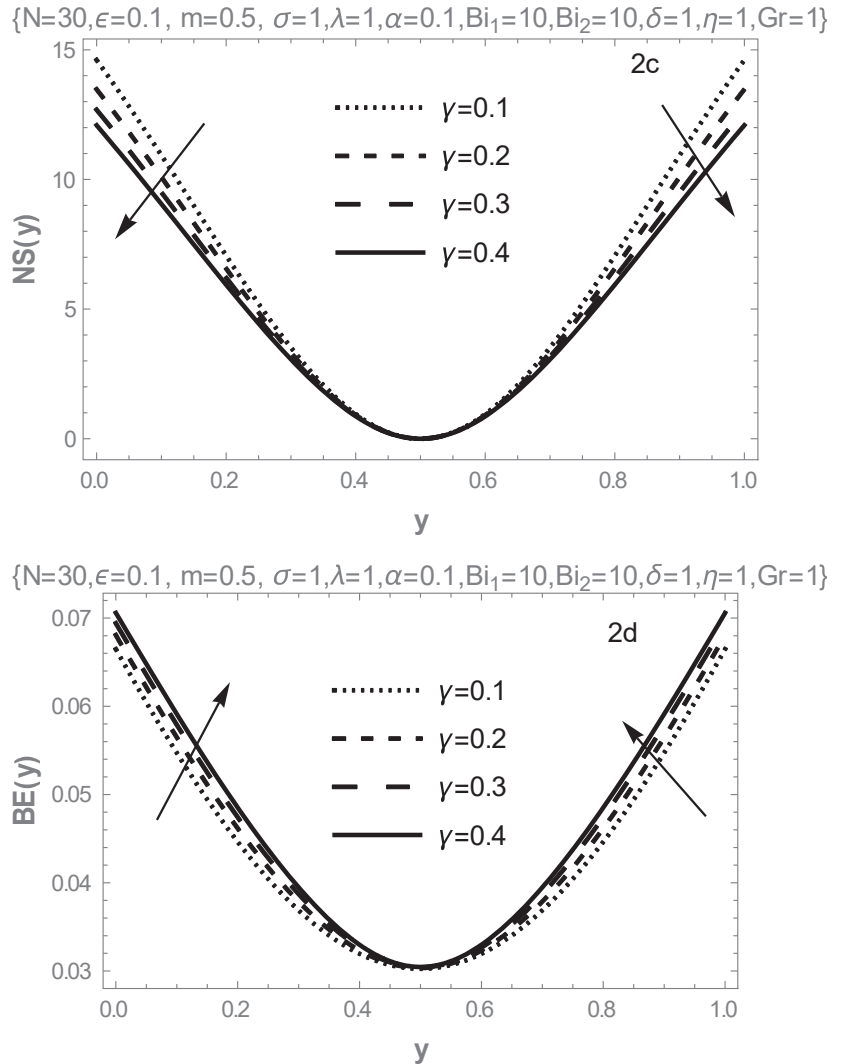 {N=30,ϵ=0.1, m=0.5, σ=1,λ=1,α=0.1,Bi₁=10,Bi₂=10,δ=1,η=1,Gr=1}
2c
15
γ=0.1
γ=0.2
γ=0.3
γ=0.4
10
NS(y)
5
0
0.0 0.2 0.4 0.6 0.8 1.0
y
{N=30,ϵ=0.1, m=0.5, σ=1,λ=1,α=0.1,Bi₁=10,Bi₂=10,δ=1,η=1,Gr=1}
0.07
2d
γ=0.1
0.06
γ=0.2
γ=0.3
0.05
BE(y)
γ=0.4
0.04
0.03
0.0 0.2 0.4 0.6 0.8 1.0
y